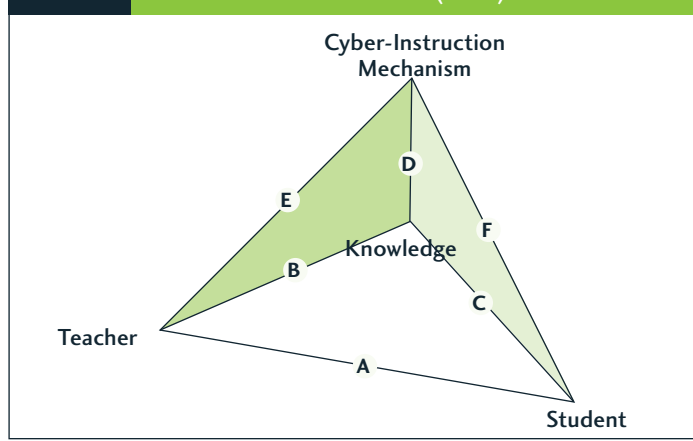 Cyber-Instruction
Mechanism
D
E
F
Knowledge
B
C
Teacher
A
Student